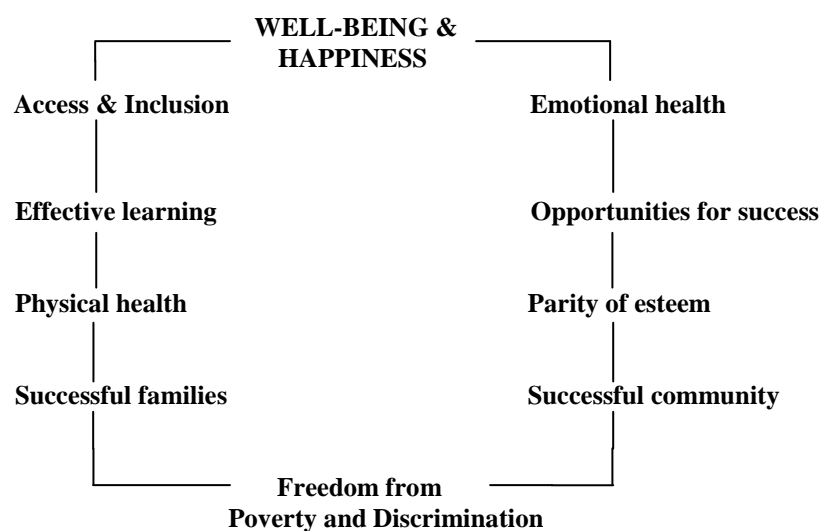 WELL-BEING &
HAPPINESS
Access & Inclusion
Emotional health
Effective learning
Opportunities for success
Physical health
Parity of esteem
Successful families
Successful community
Freedom from
Poverty and Discrimination